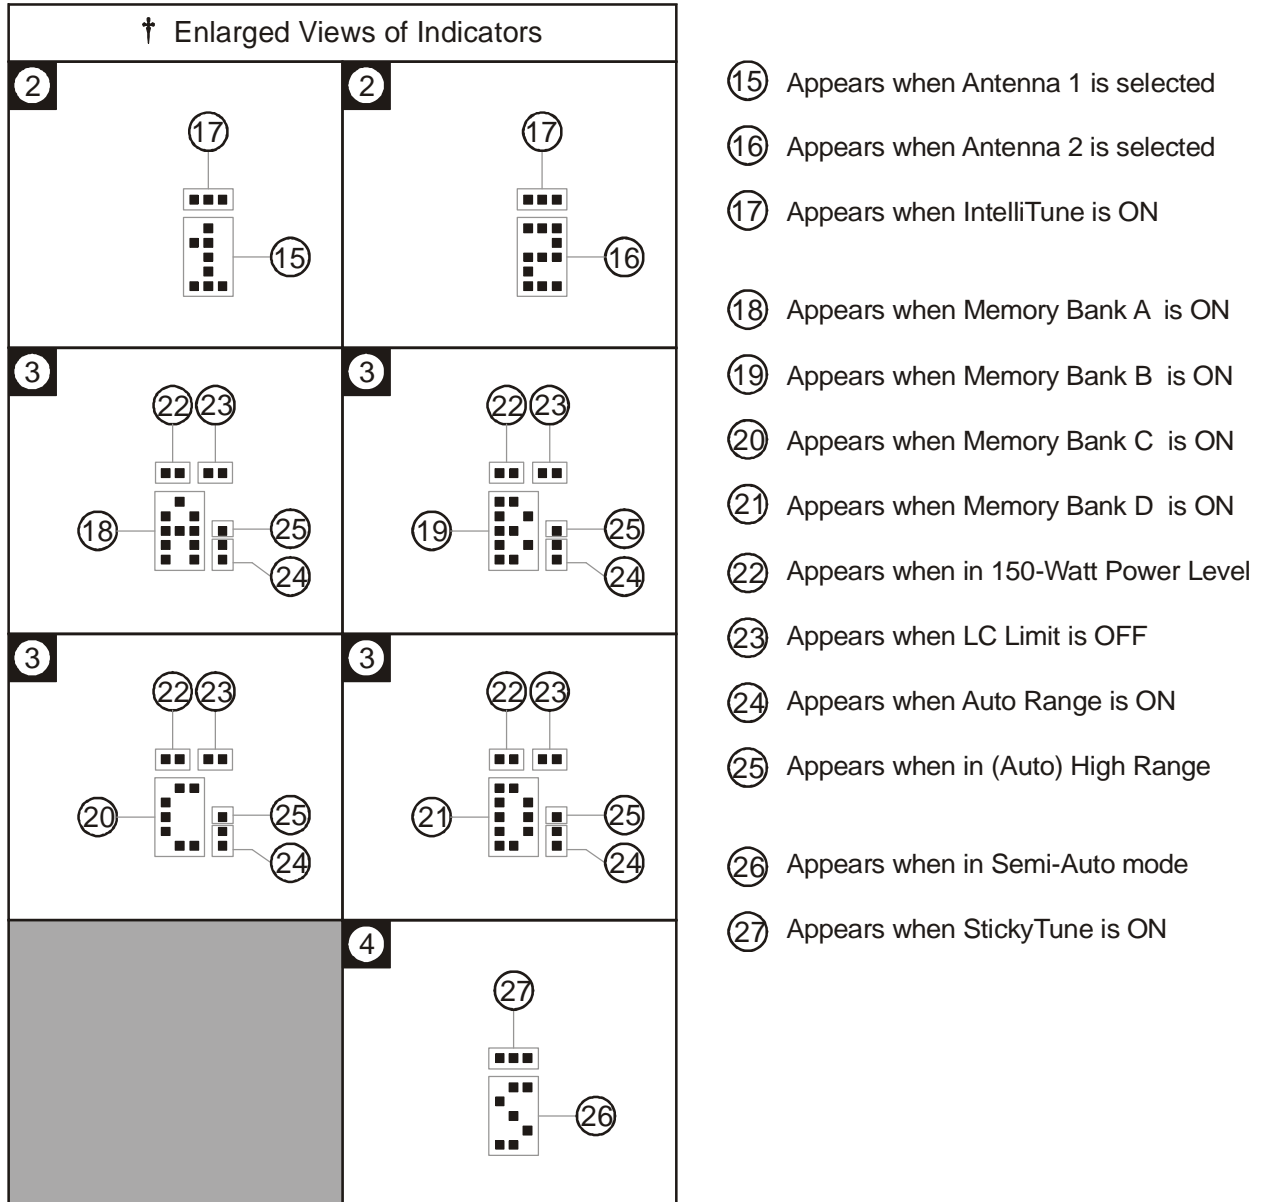 † Enlarged Views of Indicators
2 2
17 17
15 16
3 3
22 23 22 23
18 25 19 25
24 24
3 3
22 23 22 23
20 25 21 25
24 24
4
27
26
15 Appears when Antenna 1 is selected
16 Appears when Antenna 2 is selected
17 Appears when IntelliTune is ON
18 Appears when Memory Bank A is ON
19 Appears when Memory Bank B is ON
20 Appears when Memory Bank C is ON
21 Appears when Memory Bank D is ON
22 Appears when in 150-Watt Power Level
23 Appears when LC Limit is OFF
24 Appears when Auto Range is ON
25 Appears when in (Auto) High Range
26 Appears when in Semi-Auto mode
27 Appears when StickyTune is ON